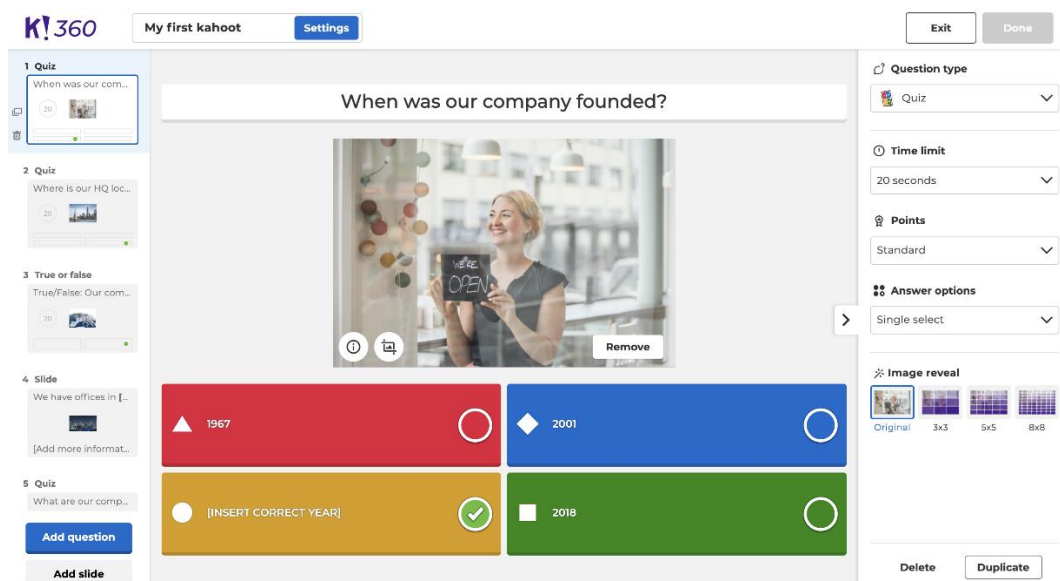 K! 360
My first kahoot
Settings
Exit
Done
1 Quiz
When was our com...
20
2 Quiz
Where is our HQ loc...
20
3 True or false
True/False: Our com...
20
4 Slide
We have offices in [...
[Add more informat...
5 Quiz
What are our comp...
Add question
Add slide
When was our company founded?
WE'RE
OPEN
Remove
1967
2001
[INSERT CORRECT YEAR]
2018
Question type
Quiz
Time limit
20 seconds
Points
Standard
Answer options
Single select
Image reveal
Original
3x3
5x5
8x8
Delete
Duplicate